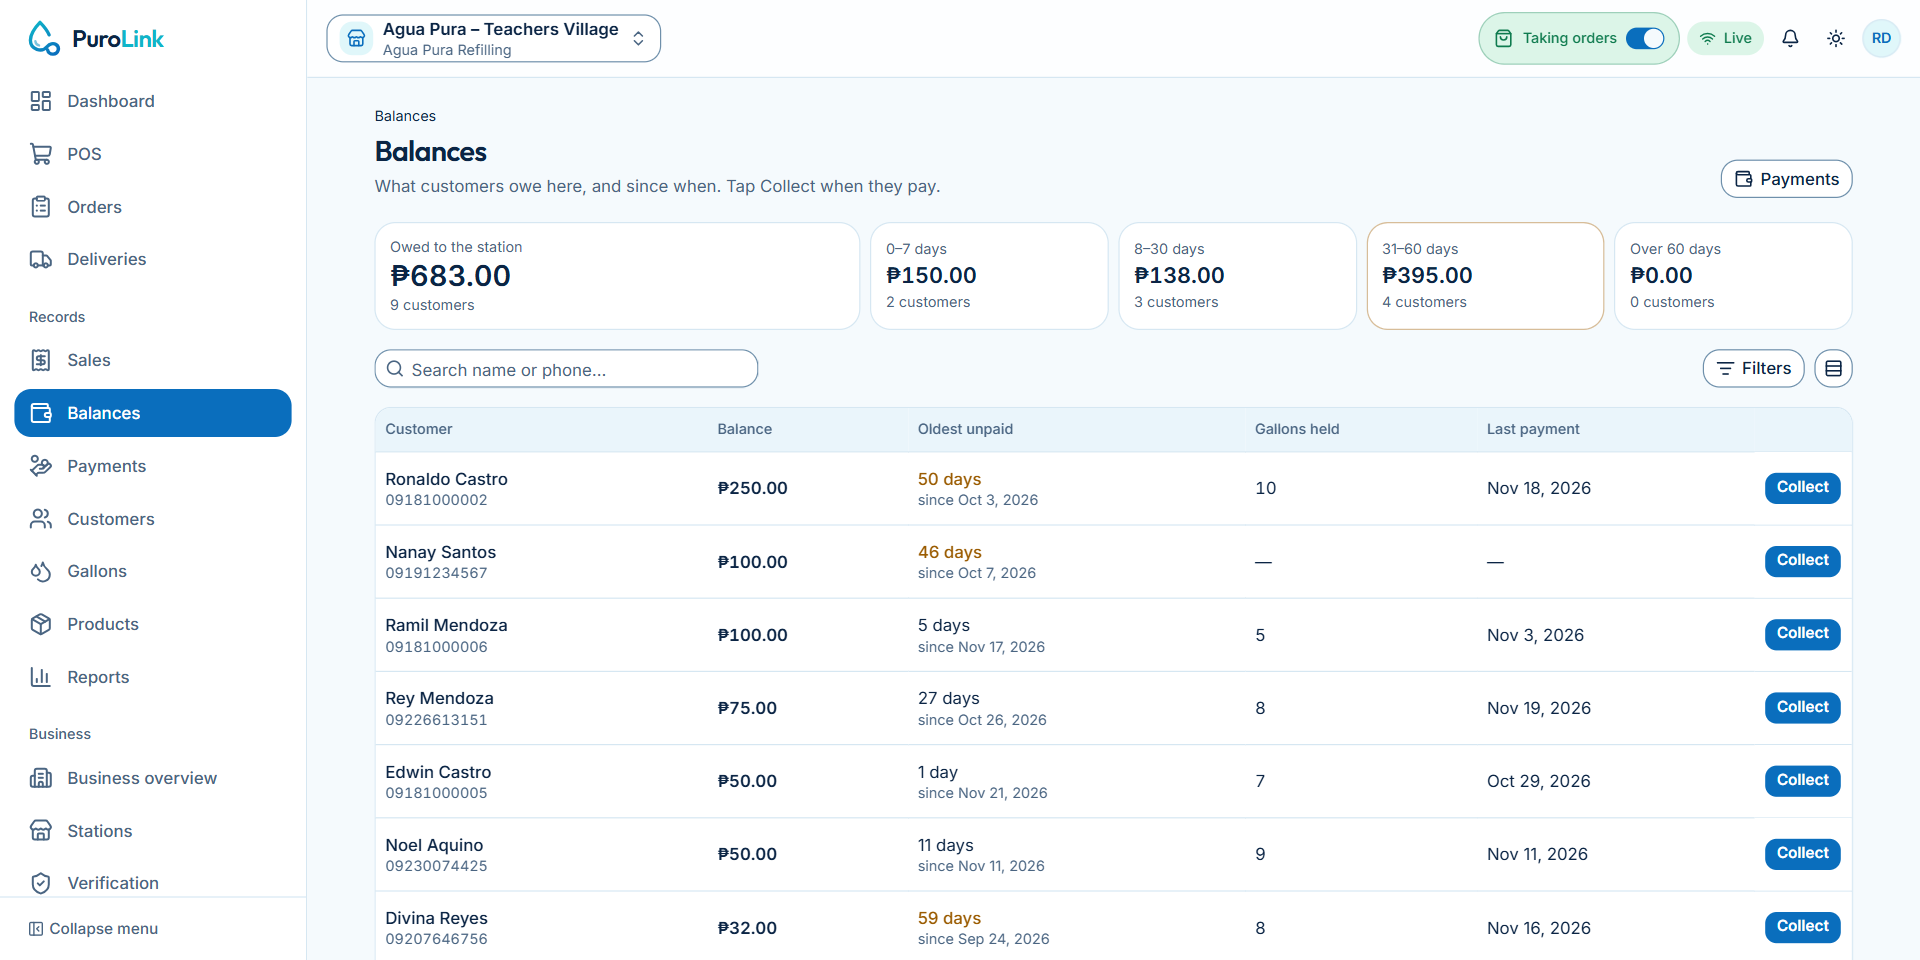 PuroLink
Agua Pura – Teachers Village
Agua Pura Refilling
Taking orders
Live
RD
Dashboard
POS
Orders
Deliveries
Records
Sales
Balances
Payments
Customers
Gallons
Products
Reports
Business
Business overview
Stations
Verification
Collapse menu
Balances
Balances
What customers owe here, and since when. Tap Collect when they pay.
Payments
Owed to the station
₱683.00
9 customers
0–7 days
₱150.00
2 customers
8–30 days
₱138.00
3 customers
31–60 days
₱395.00
4 customers
Over 60 days
₱0.00
0 customers
Search name or phone...
Filters
Customer Balance Oldest unpaid Gallons held Last payment
Ronaldo Castro
09181000002
₱250.00
50 days
since Oct 3, 2026
10
Nov 18, 2026
Collect
Nanay Santos
09191234567
₱100.00
46 days
since Oct 7, 2026
—
—
Collect
Ramil Mendoza
09181000006
₱100.00
5 days
since Nov 17, 2026
5
Nov 3, 2026
Collect
Rey Mendoza
09226613151
₱75.00
27 days
since Oct 26, 2026
8
Nov 19, 2026
Collect
Edwin Castro
09181000005
₱50.00
1 day
since Nov 21, 2026
7
Oct 29, 2026
Collect
Noel Aquino
09230074425
₱50.00
11 days
since Nov 11, 2026
9
Nov 11, 2026
Collect
Divina Reyes
09207646756
₱32.00
59 days
since Sep 24, 2026
8
Nov 16, 2026
Collect